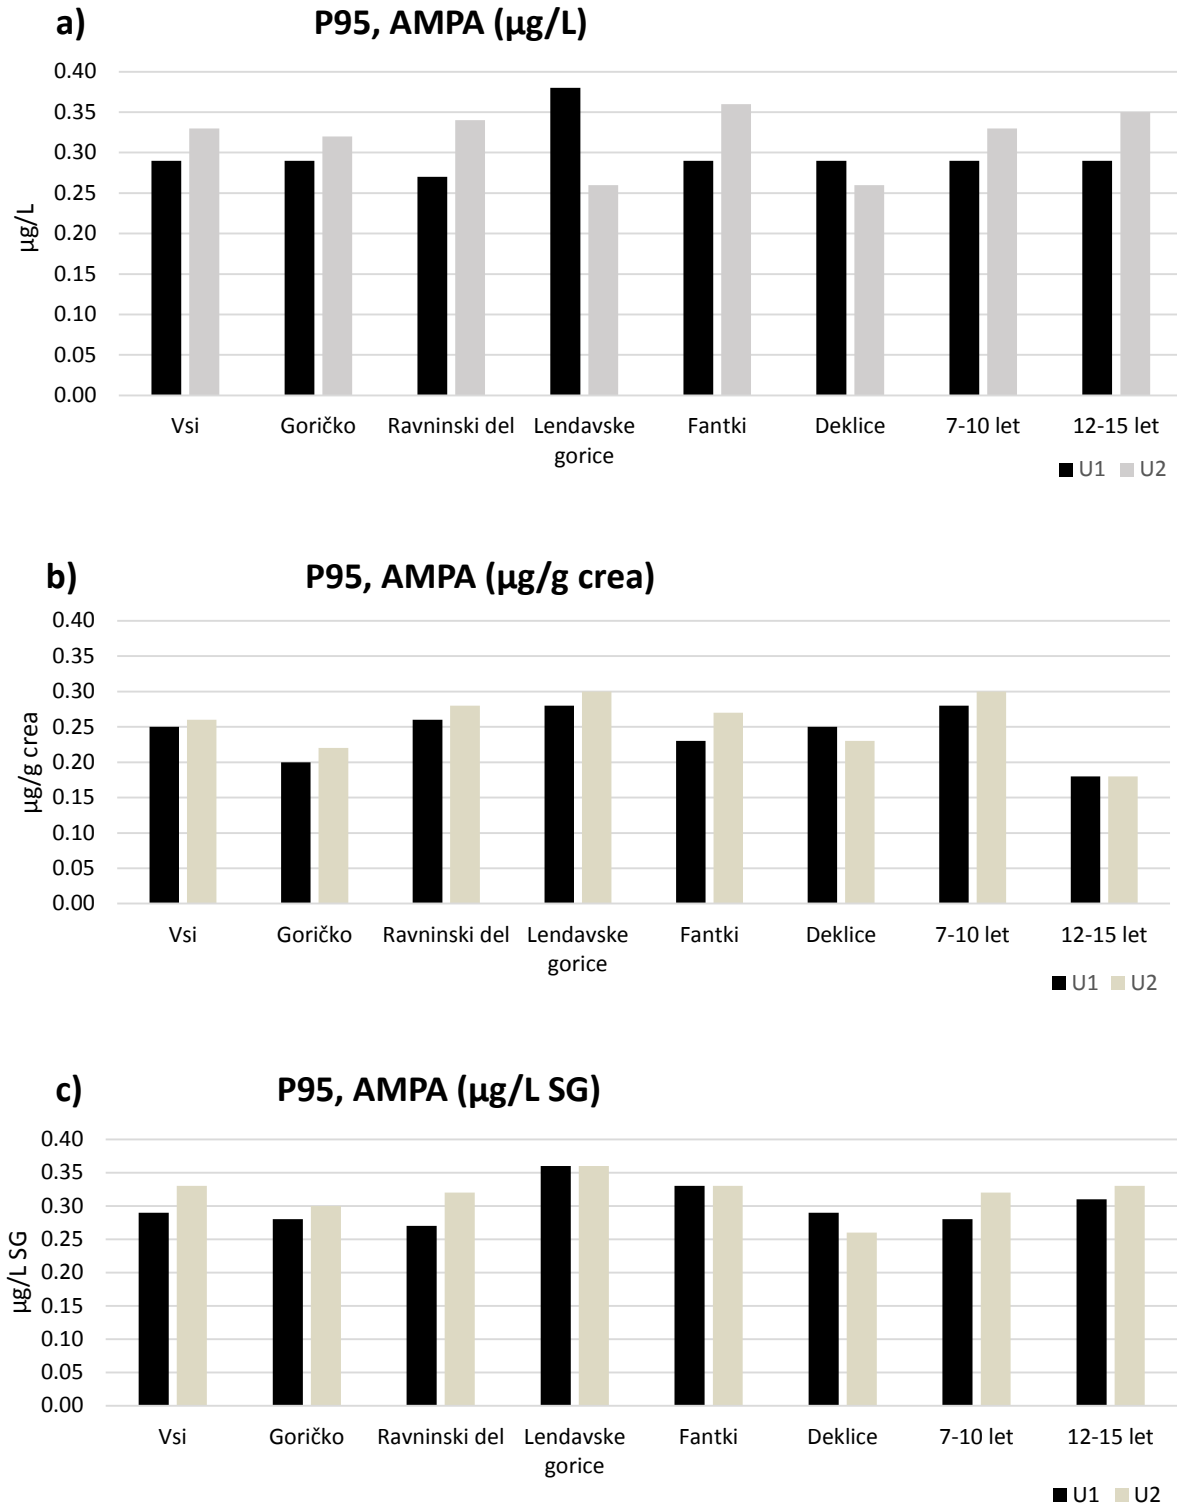 a)
P95, AMPA (µg/L)
0.40
0.35
0.30
0.25
0.20
0.15
0.10
0.05
0.00
µg/L
Vsi Goričko Ravninski del Lendavske gorice Fantki Deklice 7-10 let 12-15 let
U1 U2
b)
P95, AMPA (µg/g crea)
0.40
0.35
0.30
0.25
0.20
0.15
0.10
0.05
0.00
µg/g crea
Vsi Goričko Ravninski del Lendavske gorice Fantki Deklice 7-10 let 12-15 let
U1 U2
c)
P95, AMPA (µg/L SG)
0.40
0.35
0.30
0.25
0.20
0.15
0.10
0.05
0.00
µg/L SG
Vsi Goričko Ravninski del Lendavske gorice Fantki Deklice 7-10 let 12-15 let
U1 U2